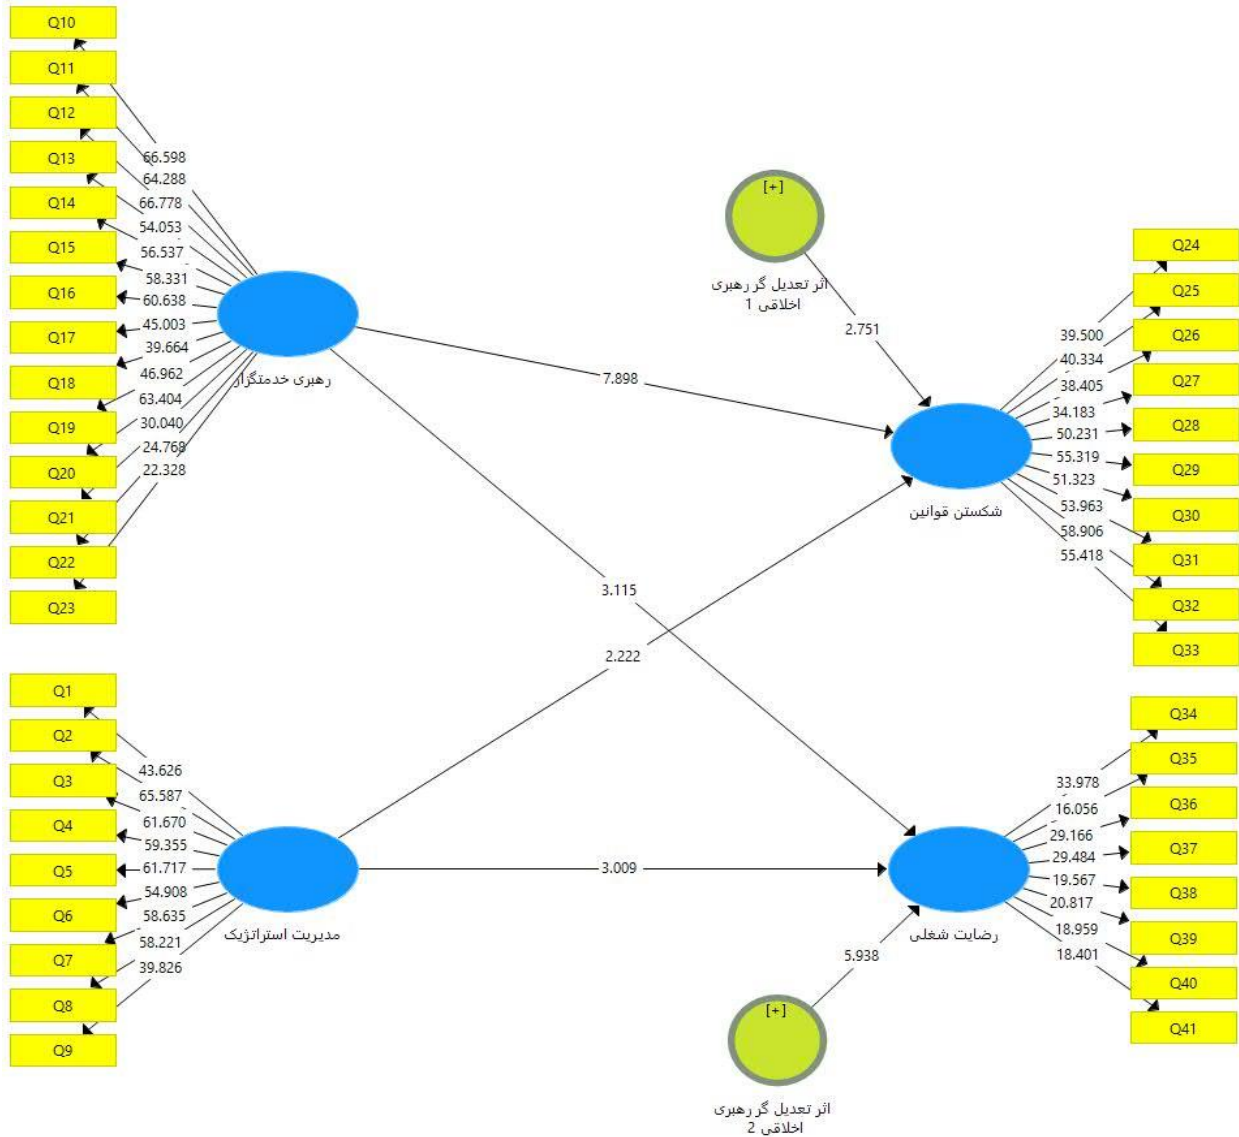 Q10
Q11
Q12
Q13
Q14
Q15
Q16
Q17
Q18
Q19
Q20
Q21
Q22
Q23
66.598
64.288
66.778
54.053
56.537
58.331
60.638
45.003
39.664
46.962
63.404
30.040
24.768
22.328
رهبری خدمتگزار
[+]
اثر تعدیل گر رهبری
اخلاقی 1
2.751
7.898
3.115
2.222
3.009
5.938
شکستن قوانین
39.500
40.334
38.405
34.183
50.231
55.319
51.323
53.963
58.906
55.418
Q24
Q25
Q26
Q27
Q28
Q29
Q30
Q31
Q32
Q33
Q1
Q2
Q3
Q4
Q5
Q6
Q7
Q8
Q9
43.626
65.587
61.670
59.355
61.717
54.908
58.635
58.221
39.826
مدیریت استراتژیک
رضایت شغلی
33.978
16.056
29.166
29.484
19.567
20.817
18.959
18.401
Q34
Q35
Q36
Q37
Q38
Q39
Q40
Q41
[+]
اثر تعدیل گر رهبری
اخلاقی 2